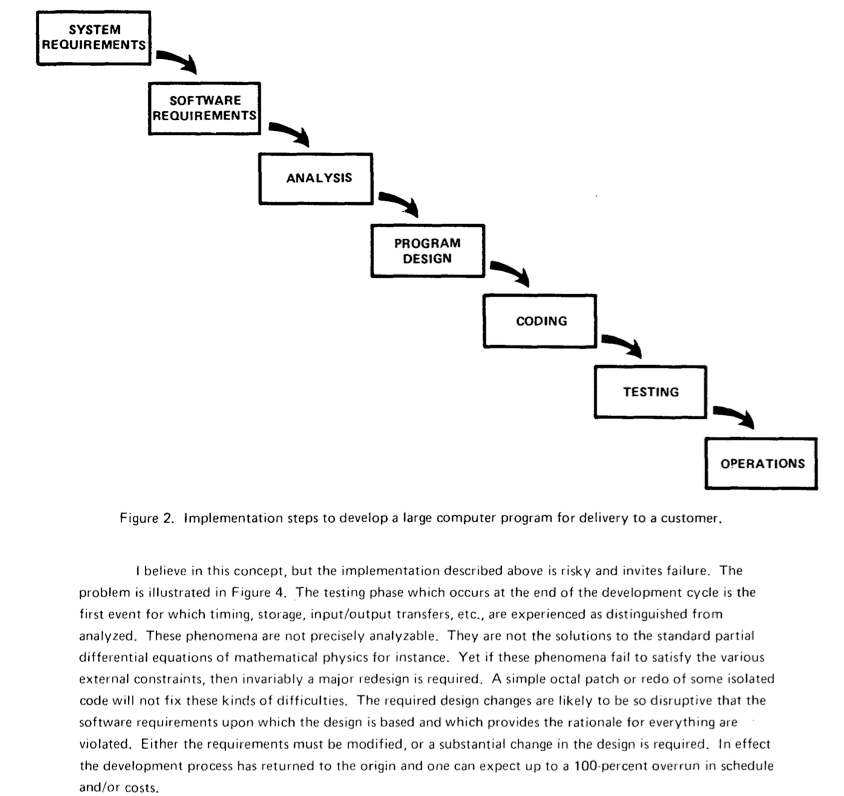 SYSTEM
REQUIREMENTS
SOFTWARE
REQUIREMENTS
ANALYSIS
PROGRAM
DESIGN
CODING
TESTING
OPERATIONS
Figure 2. Implementation steps to develop a large computer program for delivery to a customer.
I believe in this concept, but the implementation described above is risky and invites failure. The
problem is illustrated in Figure 4. The testing phase which occurs at the end of the development cycle is the
first event for which timing, storage, input/output transfers, etc., are experienced as distinguished from
analyzed. These phenomena are not precisely analyzable. They are not the solutions to the standard partial
differential equations of mathematical physics for instance. Yet if these phenomena fail to satisfy the various
external constraints, then invariably a major redesign is required. A simple octal patch or redo of some isolated
code will not fix these kinds of difficulties. The required design changes are likely to be so disruptive that the
software requirements upon which the design is based and which provides the rationale for everything are
violated. Either the requirements must be modified, or a substantial change in the design is required. In effect
the development process has returned to the origin and one can expect up to a 100-percent overrun in schedule
and/or costs.